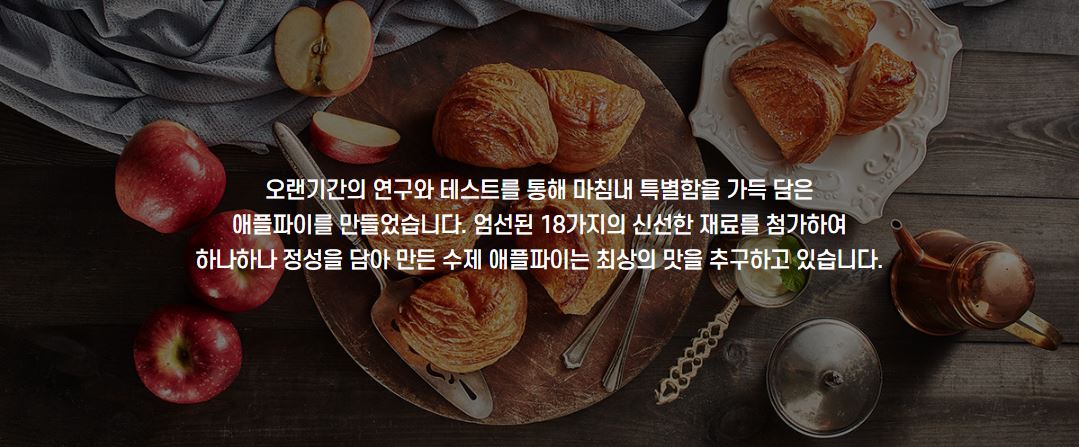 오랜기간의 연구와 테스트를 통해 마침내 특별함을 가득 담은
애플파이를 만들었습니다. 엄선된 18가지의 신선한 재료를 첨가하여
하나하나 정성을 담아 만든 수제 애플파이는 최상의 맛을 추구하고 있습니다.